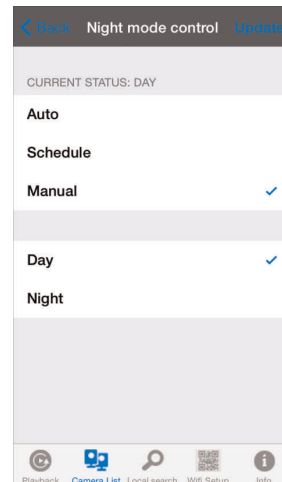 Back Night mode control Update
CURRENT STATUS: DAY
Auto
Schedule
Manual
Day
Night
Playback Camera List Local search Wifi Setup Info